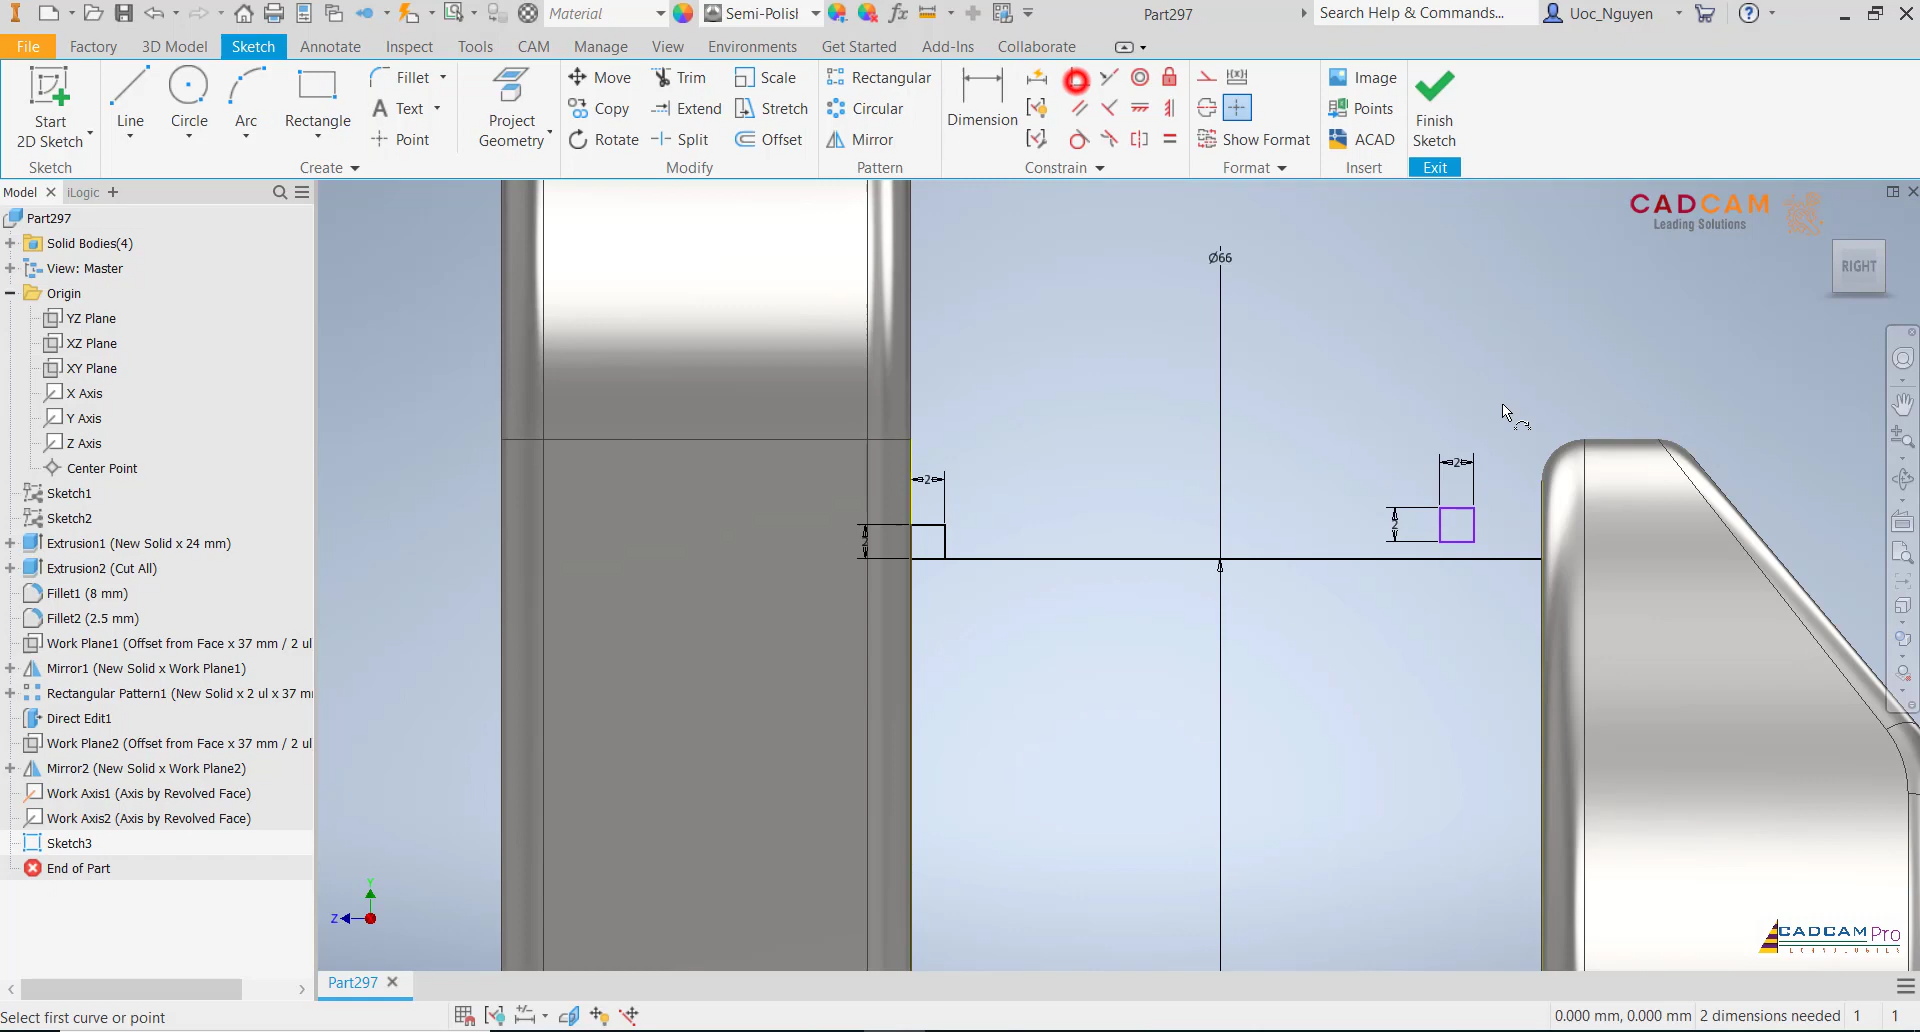 Material
Semi-Polisl
fx
Part297
Search Help & Commands...
Uoc_Nguyen
File
Factory
3D Model
Sketch
Annotate
Inspect
Tools
CAM
Manage
View
Environments
Get Started
Add-Ins
Collaborate
Start
2D Sketch
Line
Circle
Arc
Rectangle
Fillet
Text
Point
Project
Geometry
Move
Copy
Rotate
Trim
Extend
Split
Scale
Stretch
Offset
Rectangular
Circular
Mirror
Dimension
Show Format
Image
Points
ACAD
Finish
Sketch
Sketch
Create
Modify
Pattern
Constrain
Format
Insert
Exit
Model
iLogic
Part297
Solid Bodies(4)
View: Master
Origin
YZ Plane
XZ Plane
XY Plane
X Axis
Y Axis
Z Axis
Center Point
Sketch1
Sketch2
Extrusion1 (New Solid x 24 mm)
Extrusion2 (Cut All)
Fillet1 (8 mm)
Fillet2 (2.5 mm)
Work Plane1 (Offset from Face x 37 mm / 2 ul
Mirror1 (New Solid x Work Plane1)
Rectangular Pattern1 (New Solid x 2 ul x 37 m
Direct Edit1
Work Plane2 (Offset from Face x 37 mm / 2 ul
Mirror2 (New Solid x Work Plane2)
Work Axis1 (Axis by Revolved Face)
Work Axis2 (Axis by Revolved Face)
Sketch3
End of Part
CADCAM
Leading Solutions
RIGHT
Ø66
2
2
2
2
Y
Z
CADCAM Pro
Part297
Select first curve or point
0.000 mm, 0.000 mm
2 dimensions needed
1
1